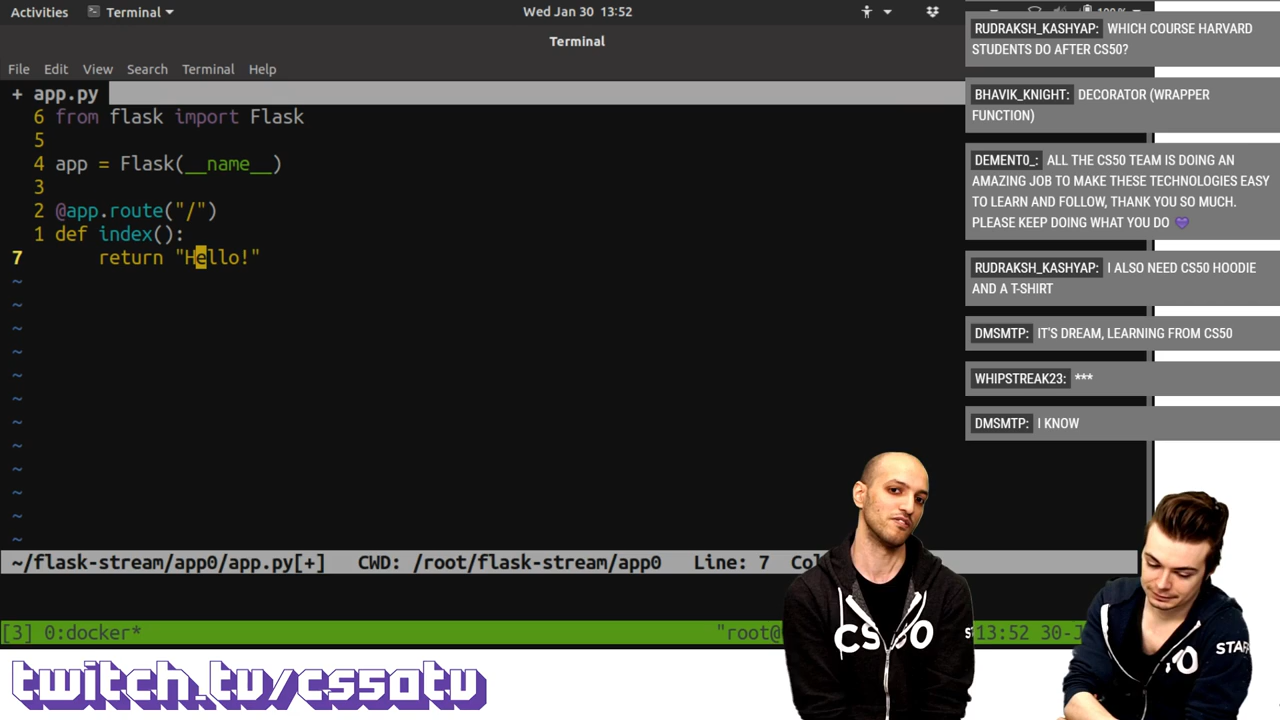 Activities Terminal Wed Jan 30 13:52
Terminal
File Edit View Search Terminal Help
+ app.py
6 from flask import Flask
5
4 app = Flask(__name__)
3
2 @app.route("/")
1 def index():
7 return "Hello!"
~
~
~
~
~
~
~
~
~
~
~
~
~/flask-stream/app0/app.py[+] CWD: /root/flask-stream/app0 Line: 7
[3] 0:docker* "root@ 13:52 30-J
twitch.tv/cs50tv
RUDRAKSH_KASHYAP: WHICH COURSE HARVARD
STUDENTS DO AFTER CS50?
BHAVIK_KNIGHT: DECORATOR (WRAPPER
FUNCTION)
DEMENT0_: ALL THE CS50 TEAM IS DOING AN
AMAZING JOB TO MAKE THESE TECHNOLOGIES EASY
TO LEARN AND FOLLOW, THANK YOU SO MUCH.
PLEASE KEEP DOING WHAT YOU DO 💜
RUDRAKSH_KASHYAP: I ALSO NEED CS50 HOODIE
AND A T-SHIRT
DMSMTP: IT'S DREAM, LEARNING FROM CS50
WHIPSTREAK23: ***
DMSMTP: I KNOW
CS50